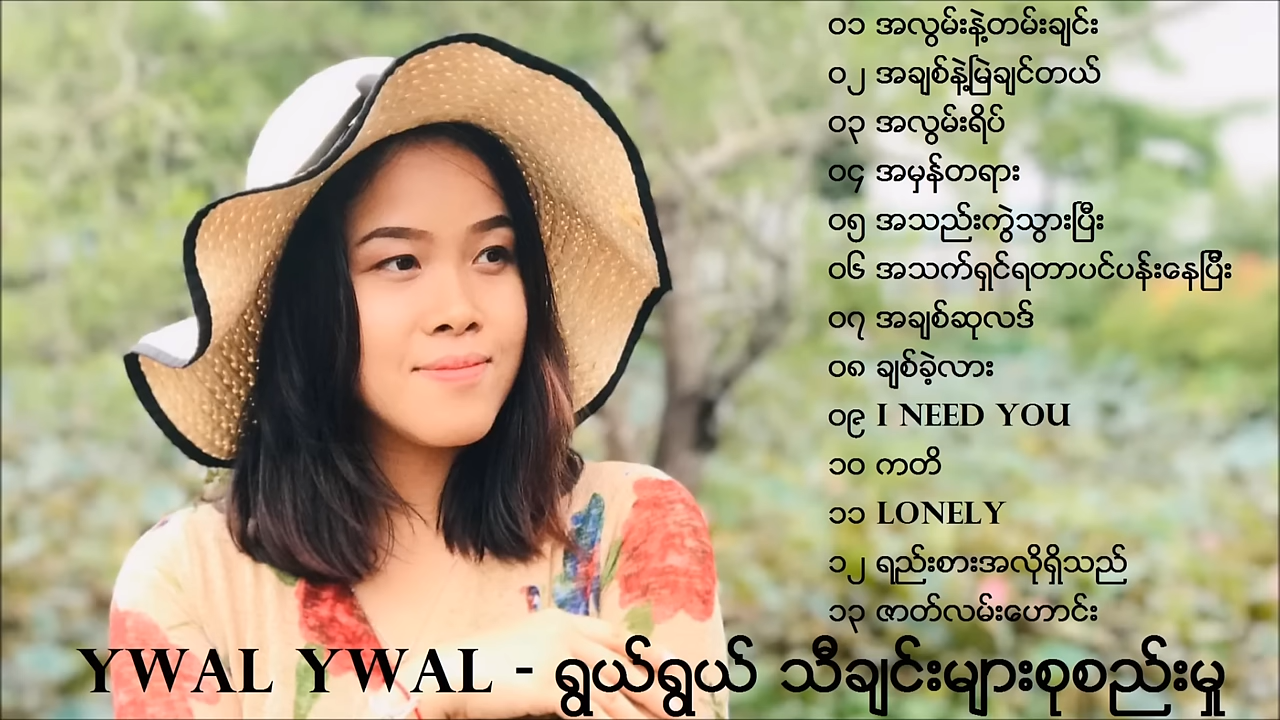 ၀၁ အလွမ်းနဲ့တမ်းချင်း
၀၂ အချစ်နဲ့မြဲချင်တယ်
၀၃ အလွမ်းရိပ်
၀၄ အမှန်တရား
၀၅ အသည်းကွဲသွားပြီး
၀၆ အသက်ရှင်ရတာပင်ပန်းနေပြီး
၀၇ အချစ်ဆုလဒ်
၀၈ ချစ်ခဲ့လား
၀၉ I NEED YOU
၁၀ ကတိ
၁၁ LONELY
၁၂ ရည်းစားအလိုရှိသည်
၁၃ ဇာတ်လမ်းဟောင်း
YWAL YWAL - ရွယ်ရွယ် သီချင်းများစုစည်းမှု